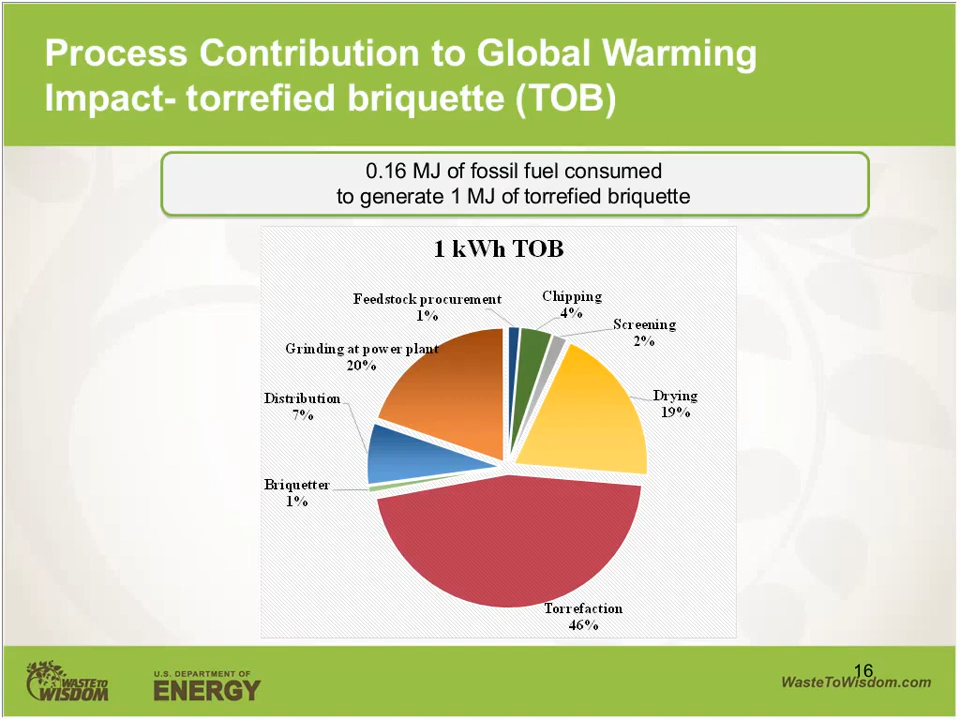 Process Contribution to Global Warming
Impact- torrefied briquette (TOB)
0.16 MJ of fossil fuel consumed
to generate 1 MJ of torrefied briquette
1 kWh TOB
Feedstock procurement
1%
Chipping
4%
Screening
2%
Grinding at power plant
20%
Drying
19%
Distribution
7%
Briquetter
1%
Torrefaction
46%
WASTE TO
WISDOM
U.S. DEPARTMENT OF
ENERGY
16
WasteToWisdom.com